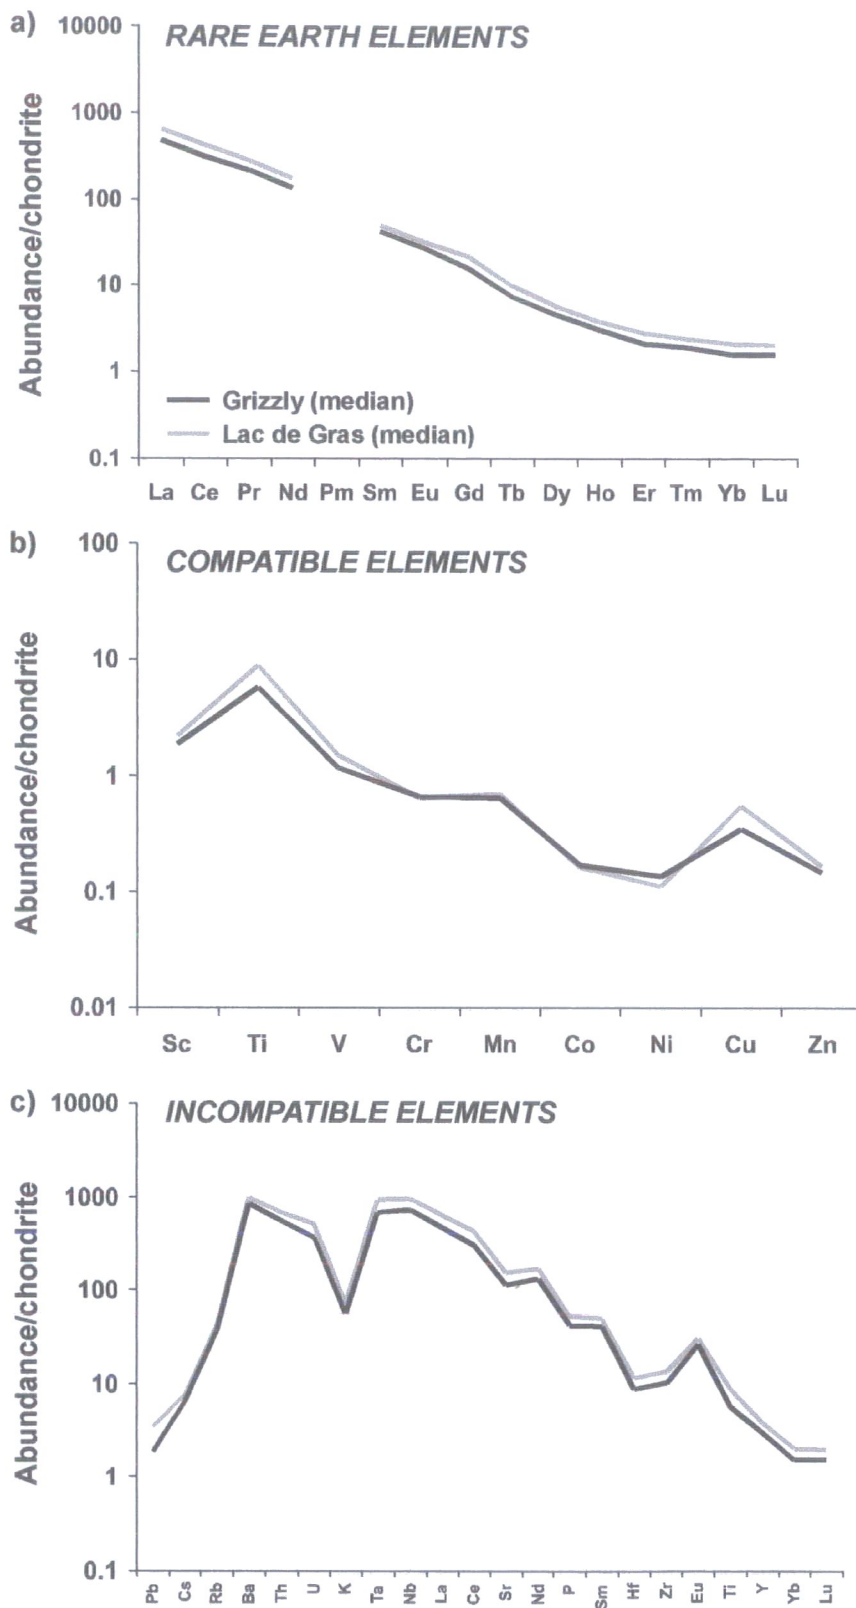 a)
RARE EARTH ELEMENTS
Abundance/chondrite
10000
1000
100
10
1
0.1
Grizzly (median)
Lac de Gras (median)
La Ce Pr Nd Pm Sm Eu Gd Tb Dy Ho Er Tm Yb Lu
b)
COMPATIBLE ELEMENTS
Abundance/chondrite
100
10
1
0.1
0.01
Sc Ti V Cr Mn Co Ni Cu Zn
c)
INCOMPATIBLE ELEMENTS
Abundance/chondrite
10000
1000
100
10
1
0.1
Pb Cs Rb Ba Th U K Ta Nb La Ce Sr Nd P Sm Hf Zr Eu Ti Y Yb Lu